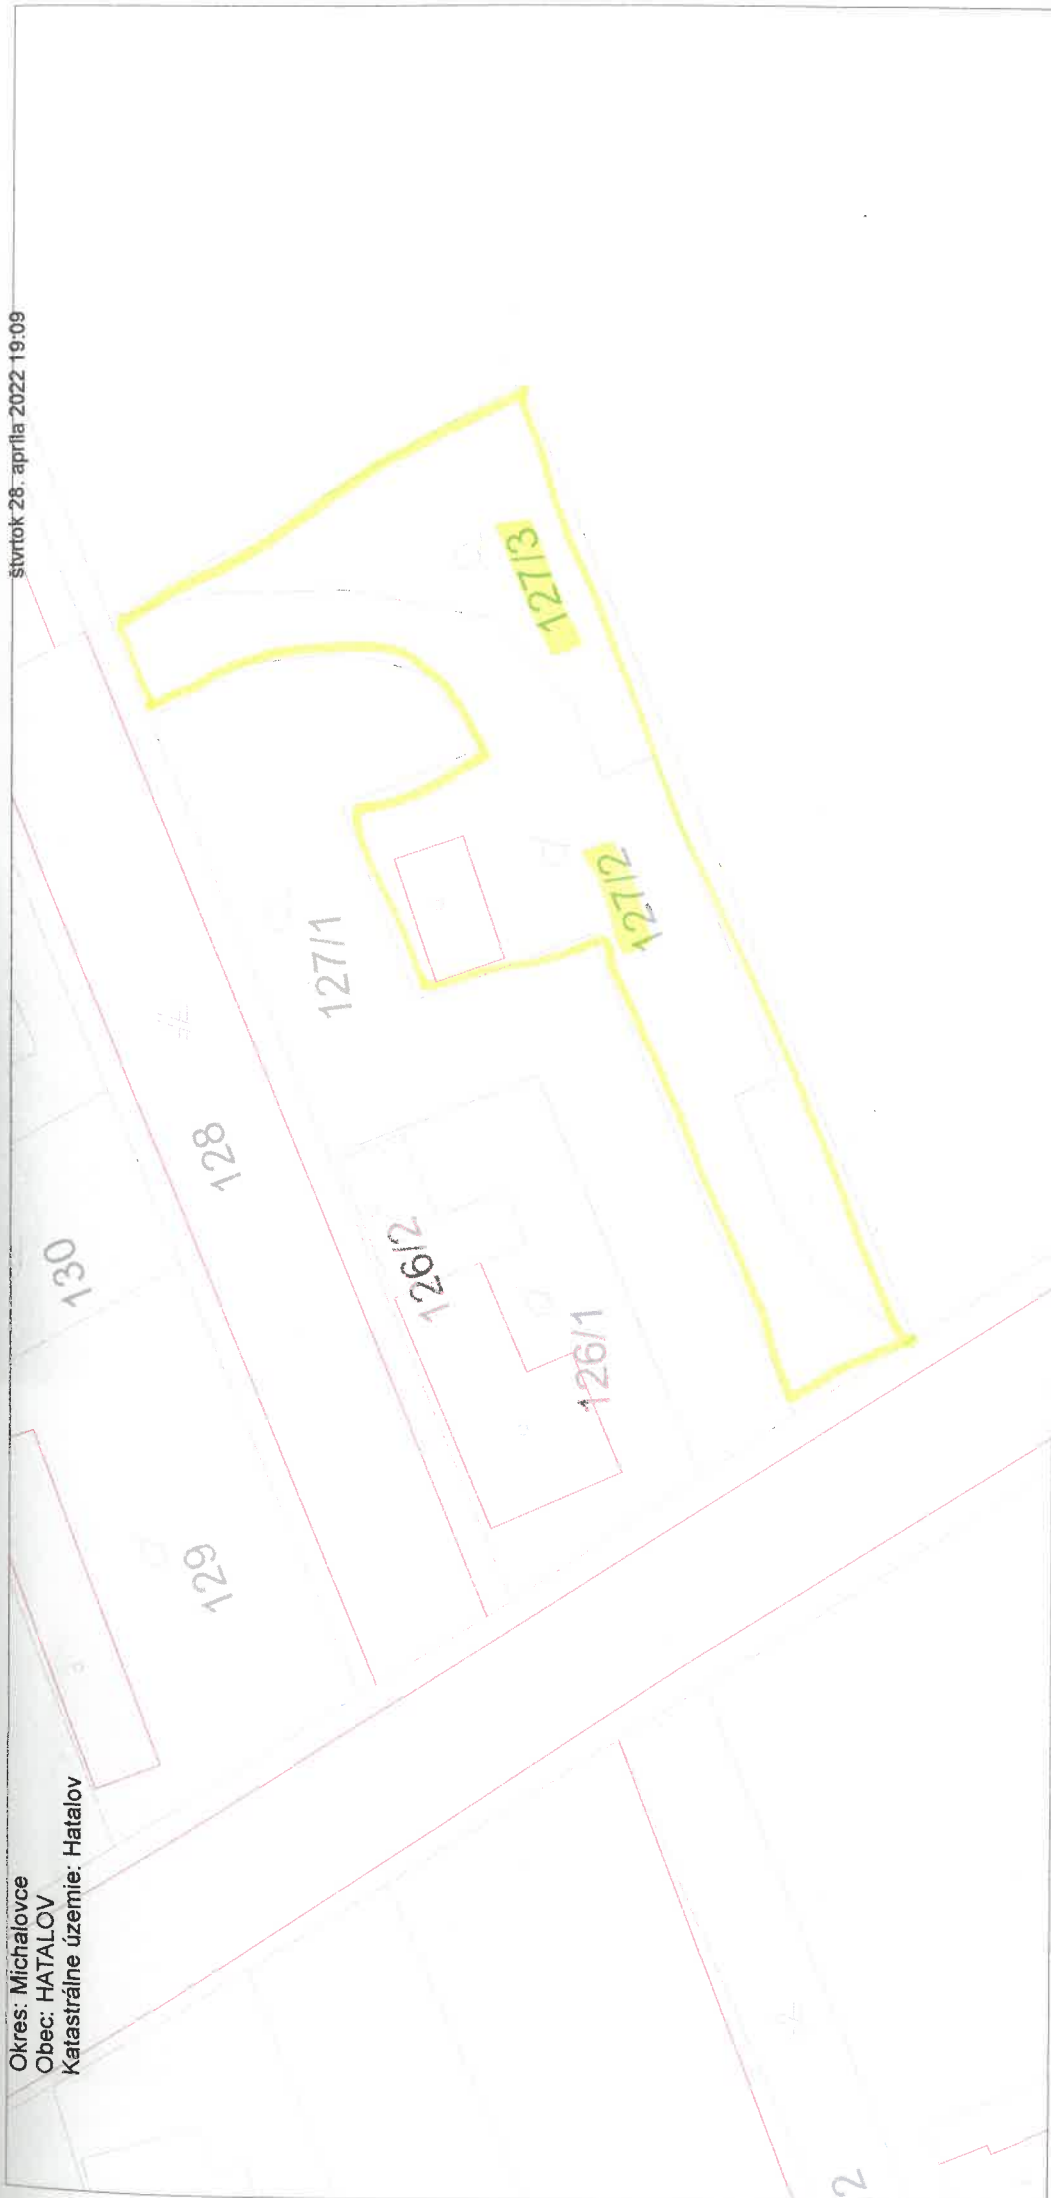 Okres: Michalovce
Obec: HATALOV
Katastrálne územie: Hatalov
štvrtok 28. apríla 2022 19:09
130
129
128
127/1
126/2
126/1
127/2
127/3
2